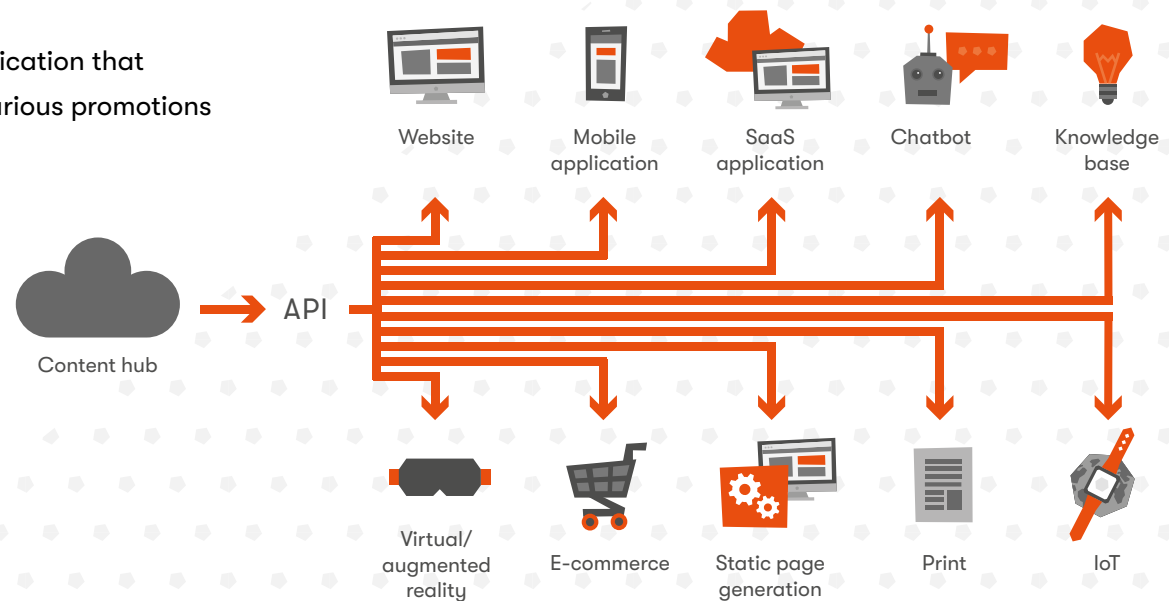 ication that
arious promotions
Website
Mobile
application
SaaS
application
Chatbot
Knowledge
base
API
Content hub
Virtual/
augmented
reality
E-commerce
Static page
generation
Print
IoT